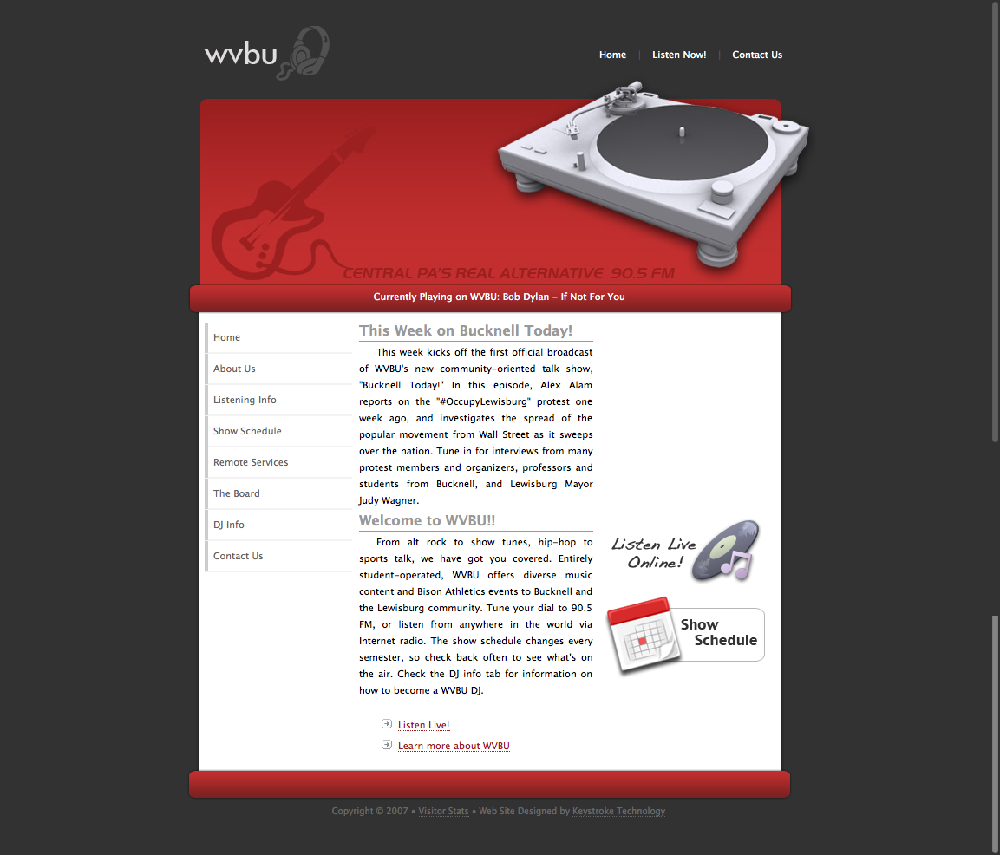 wvbu
Home | Listen Now! | Contact Us
CENTRAL PA'S REAL ALTERNATIVE 90.5 FM
Currently Playing on WVBU: Bob Dylan - If Not For You
Home
About Us
Listening Info
Show Schedule
Remote Services
The Board
DJ Info
Contact Us
This Week on Bucknell Today!
This week kicks off the first official broadcast
of WVBU's new community-oriented talk show,
"Bucknell Today!" In this episode, Alex Alam
reports on the "#OccupyLewisburg" protest one
week ago, and investigates the spread of the
popular movement from Wall Street as it sweeps
over the nation. Tune in for interviews from many
protest members and organizers, professors and
students from Bucknell, and Lewisburg Mayor
Judy Wagner.
Welcome to WVBU!!
From alt rock to show tunes, hip-hop to
sports talk, we have got you covered. Entirely
student-operated, WVBU offers diverse music
content and Bison Athletics events to Bucknell and
the Lewisburg community. Tune your dial to 90.5
FM, or listen from anywhere in the world via
Internet radio. The show schedule changes every
semester, so check back often to see what's on
the air. Check the DJ info tab for information on
how to become a WVBU DJ.
Listen Live!
Learn more about WVBU
Listen Live
Online!
Show
Schedule
Copyright © 2007 • Visitor Stats • Web Site Designed by Keystroke Technology